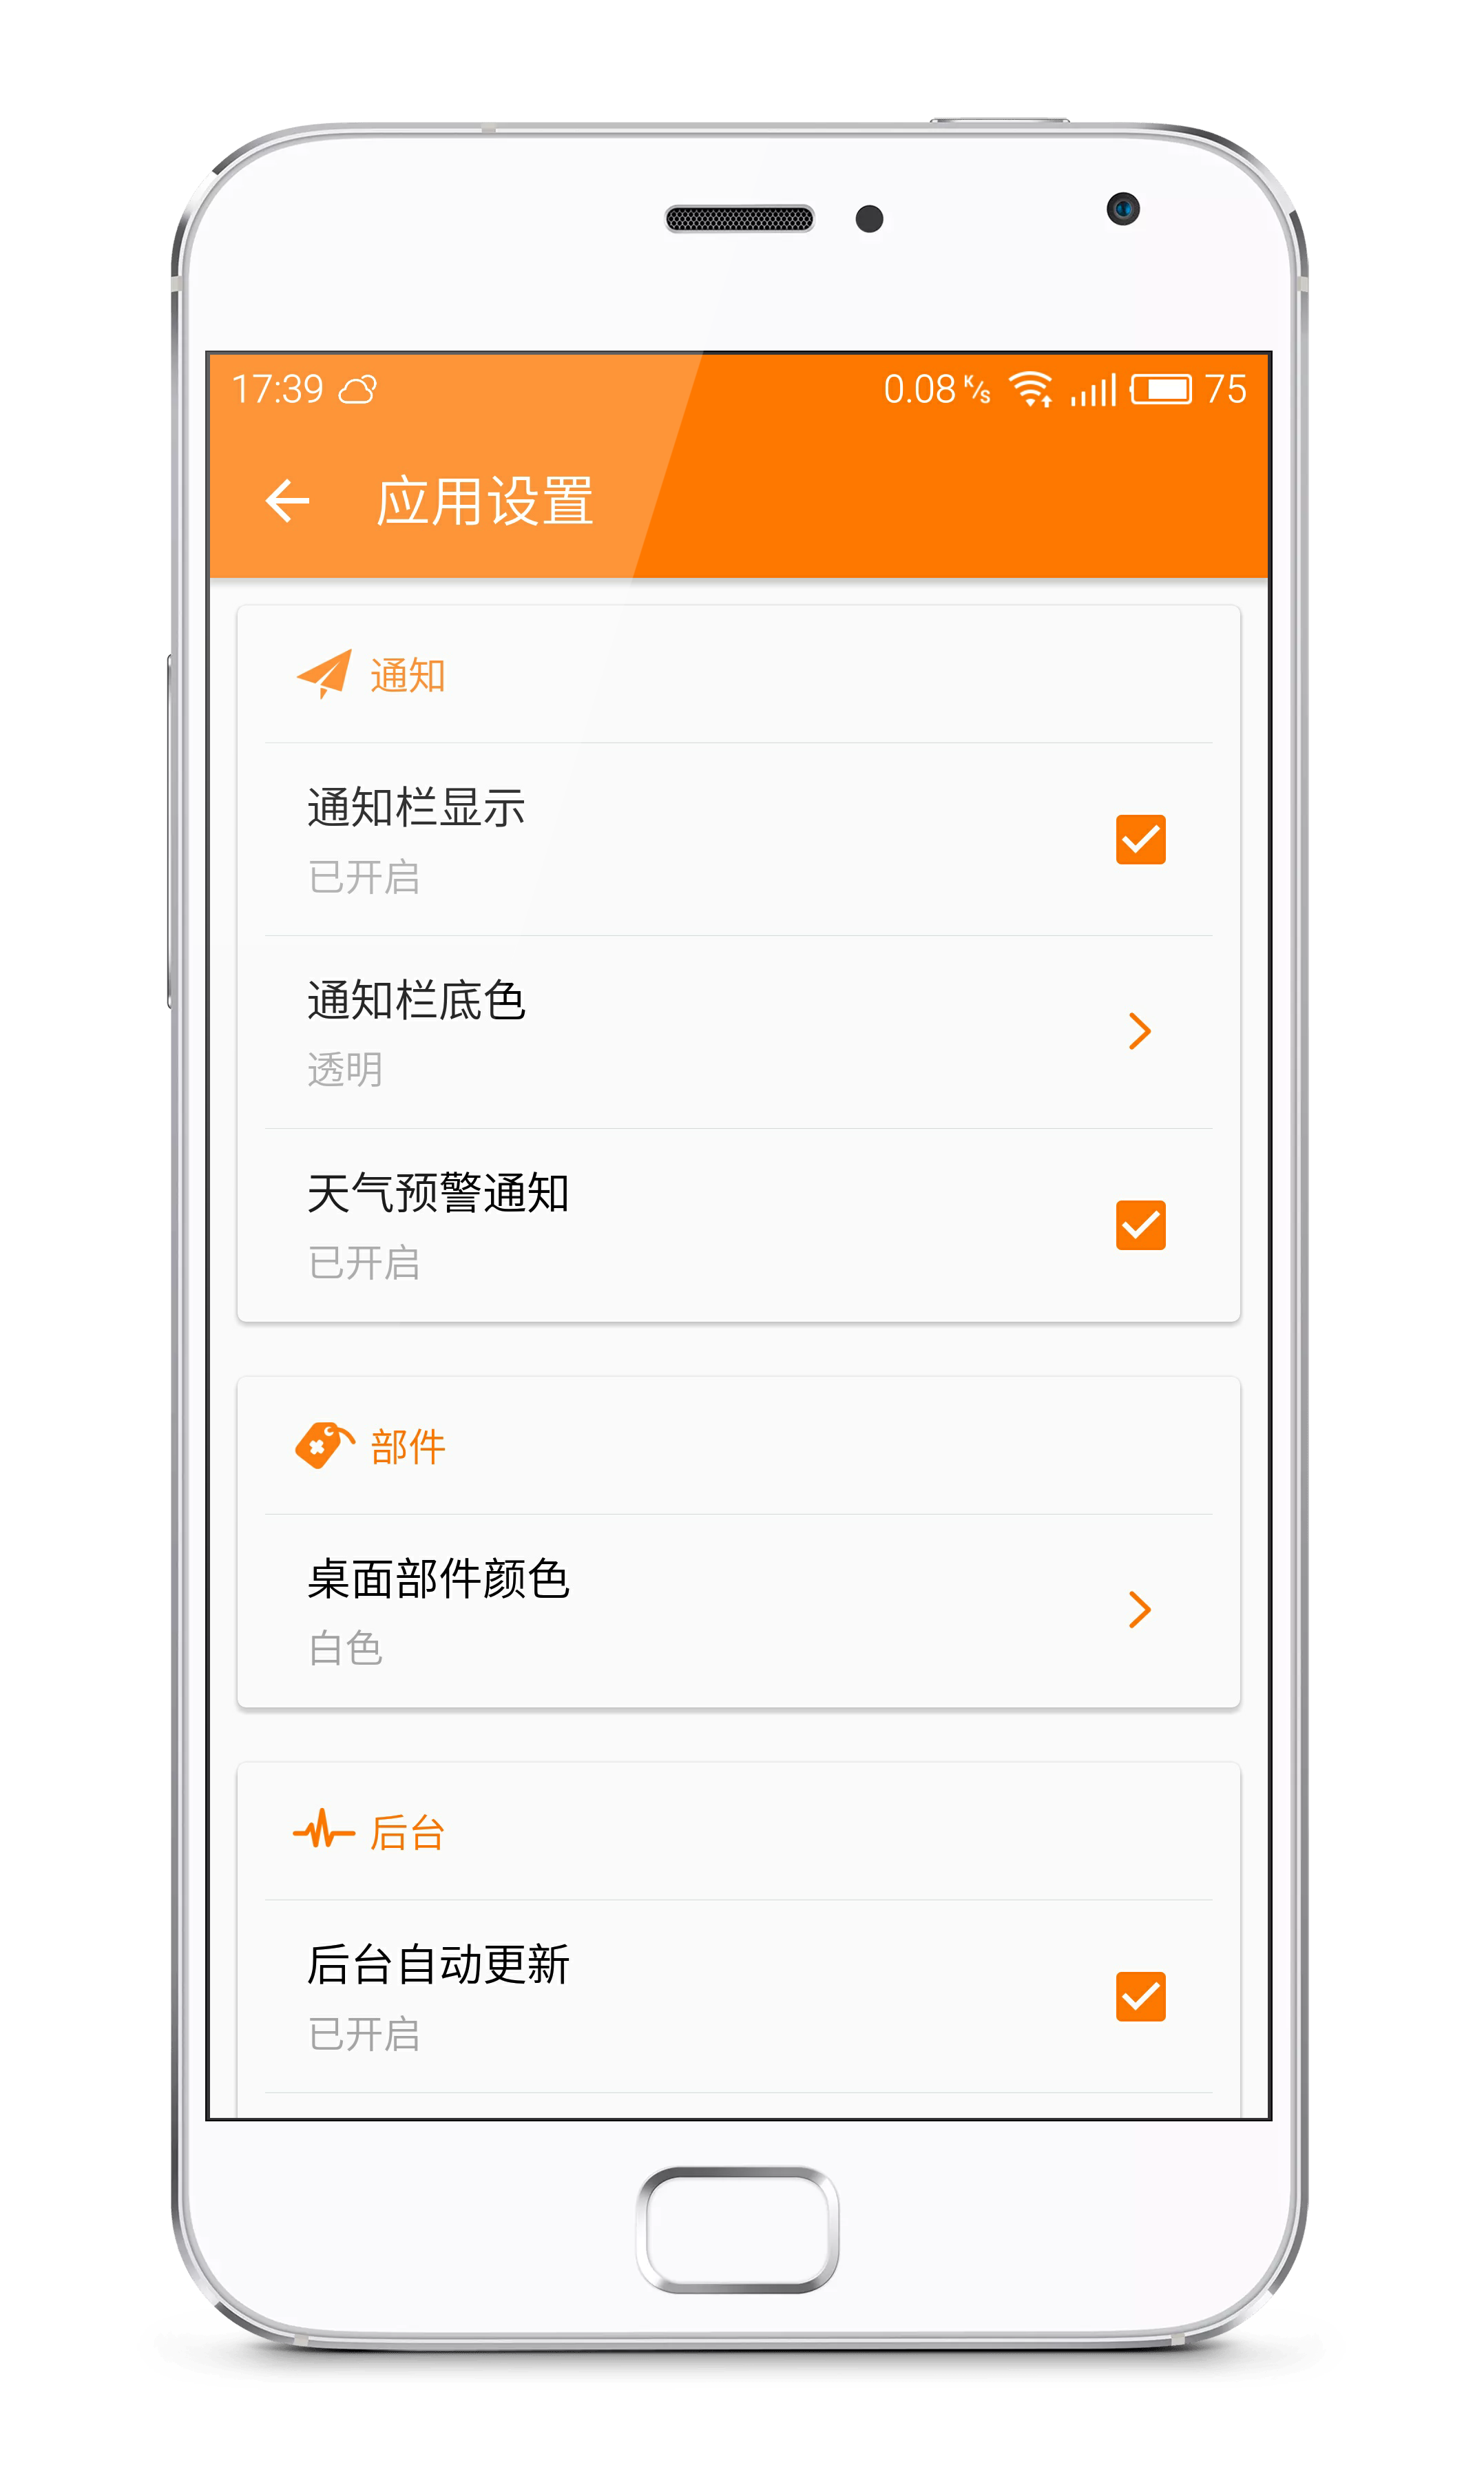 17:39 0.08 K/s 75
应用设置
通知
通知栏显示
已开启
通知栏底色
透明
天气预警通知
已开启
部件
桌面部件颜色
白色
后台
后台自动更新
已开启